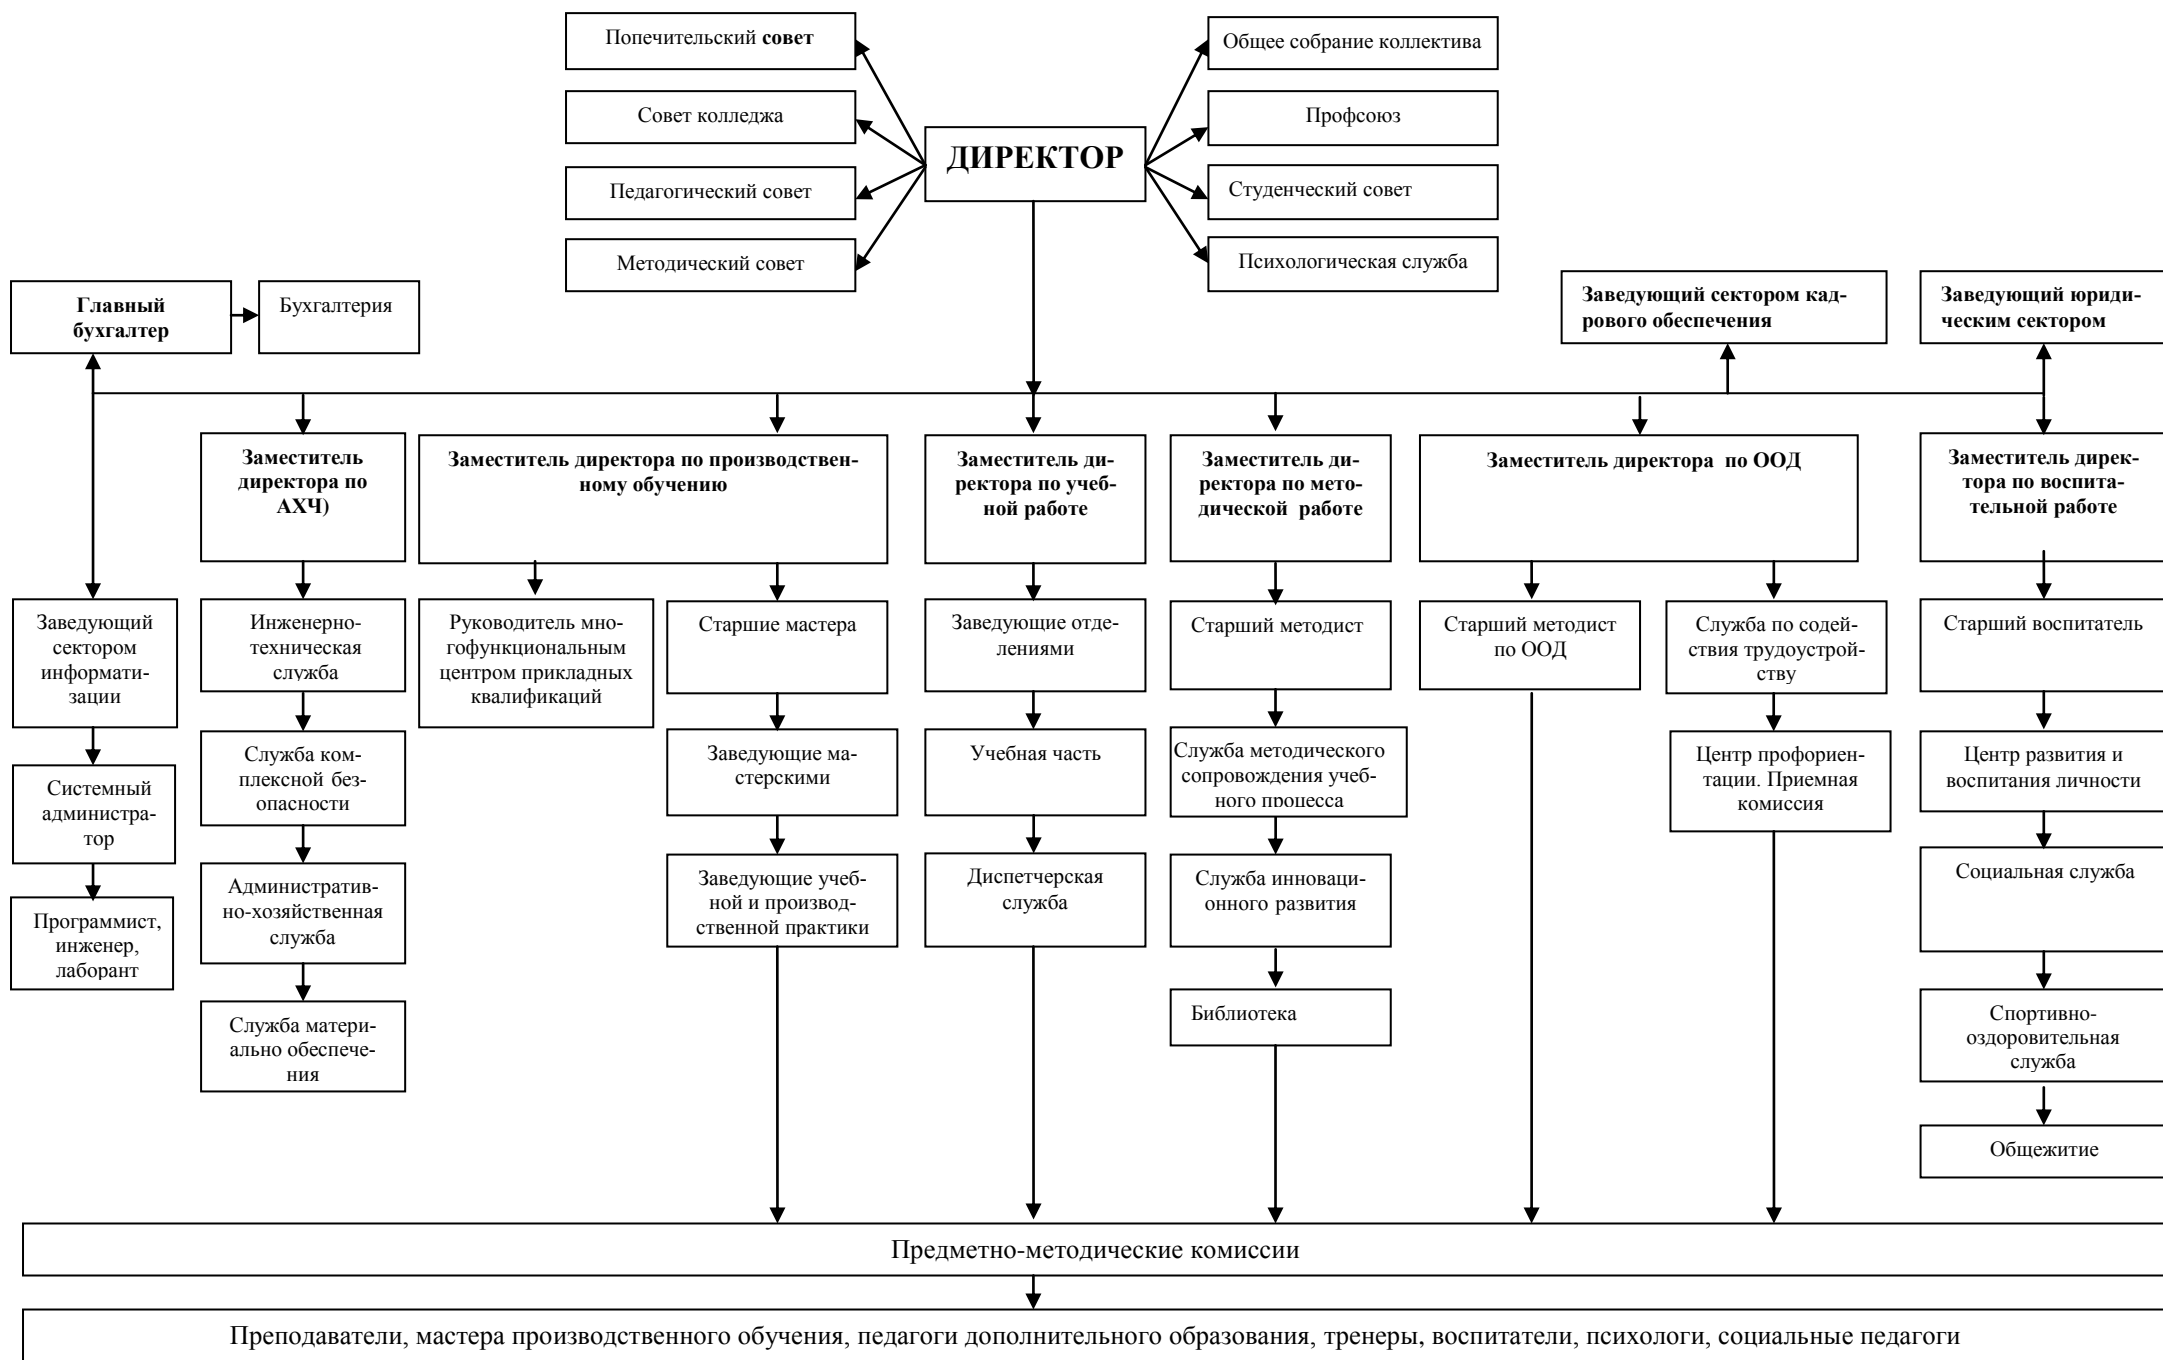 Попечительский совет
Общее собрание коллектива
Совет колледжа
Профсоюз
ДИРЕКТОР
Педагогический совет
Студенческий совет
Методический совет
Психологическая служба
Главный
бухгалтер
Бухгалтерия
Заведующий сектором кад-
рового обеспечения
Заведующий юриди-
ческим сектором
Заместитель
директора по
АХЧ)
Заместитель директора по производствен-
ному обучению
Заместитель ди-
ректора по учеб-
ной работе
Заместитель ди-
ректора по мето-
дической работе
Заместитель директора по ООД
Заместитель дирек-
тора по воспита-
тельной работе
Заведующий
сектором
информати-
зации
Инженерно-
техническая
служба
Руководитель мно-
гофункциональным
центром прикладных
квалификаций
Старшие мастера
Заведующие отде-
лениями
Старший методист
Старший методист
по ООД
Служба по содей-
ствия трудоустрой-
ству
Старший воспитатель
Системный
администра-
тор
Служба ком-
плексной без-
опасности
Заведующие ма-
стерскими
Учебная часть
Служба методического
сопровождения учеб-
ного процесса
Центр профориен-
тации. Приемная
комиссия
Центр развития и
воспитания личности
Программист,
инженер,
лаборант
Административ-
но-хозяйственная
служба
Заведующие учеб-
ной и производ-
ственной практики
Диспетчерская
служба
Служба инноваци-
онного развития
Социальная служба
Служба матери-
ально обеспече-
ния
Библиотека
Спортивно-
оздоровительная
служба
Общежитие
Предметно-методические комиссии
Преподаватели, мастера производственного обучения, педагоги дополнительного образования, тренеры, воспитатели, психологи, социальные педагоги